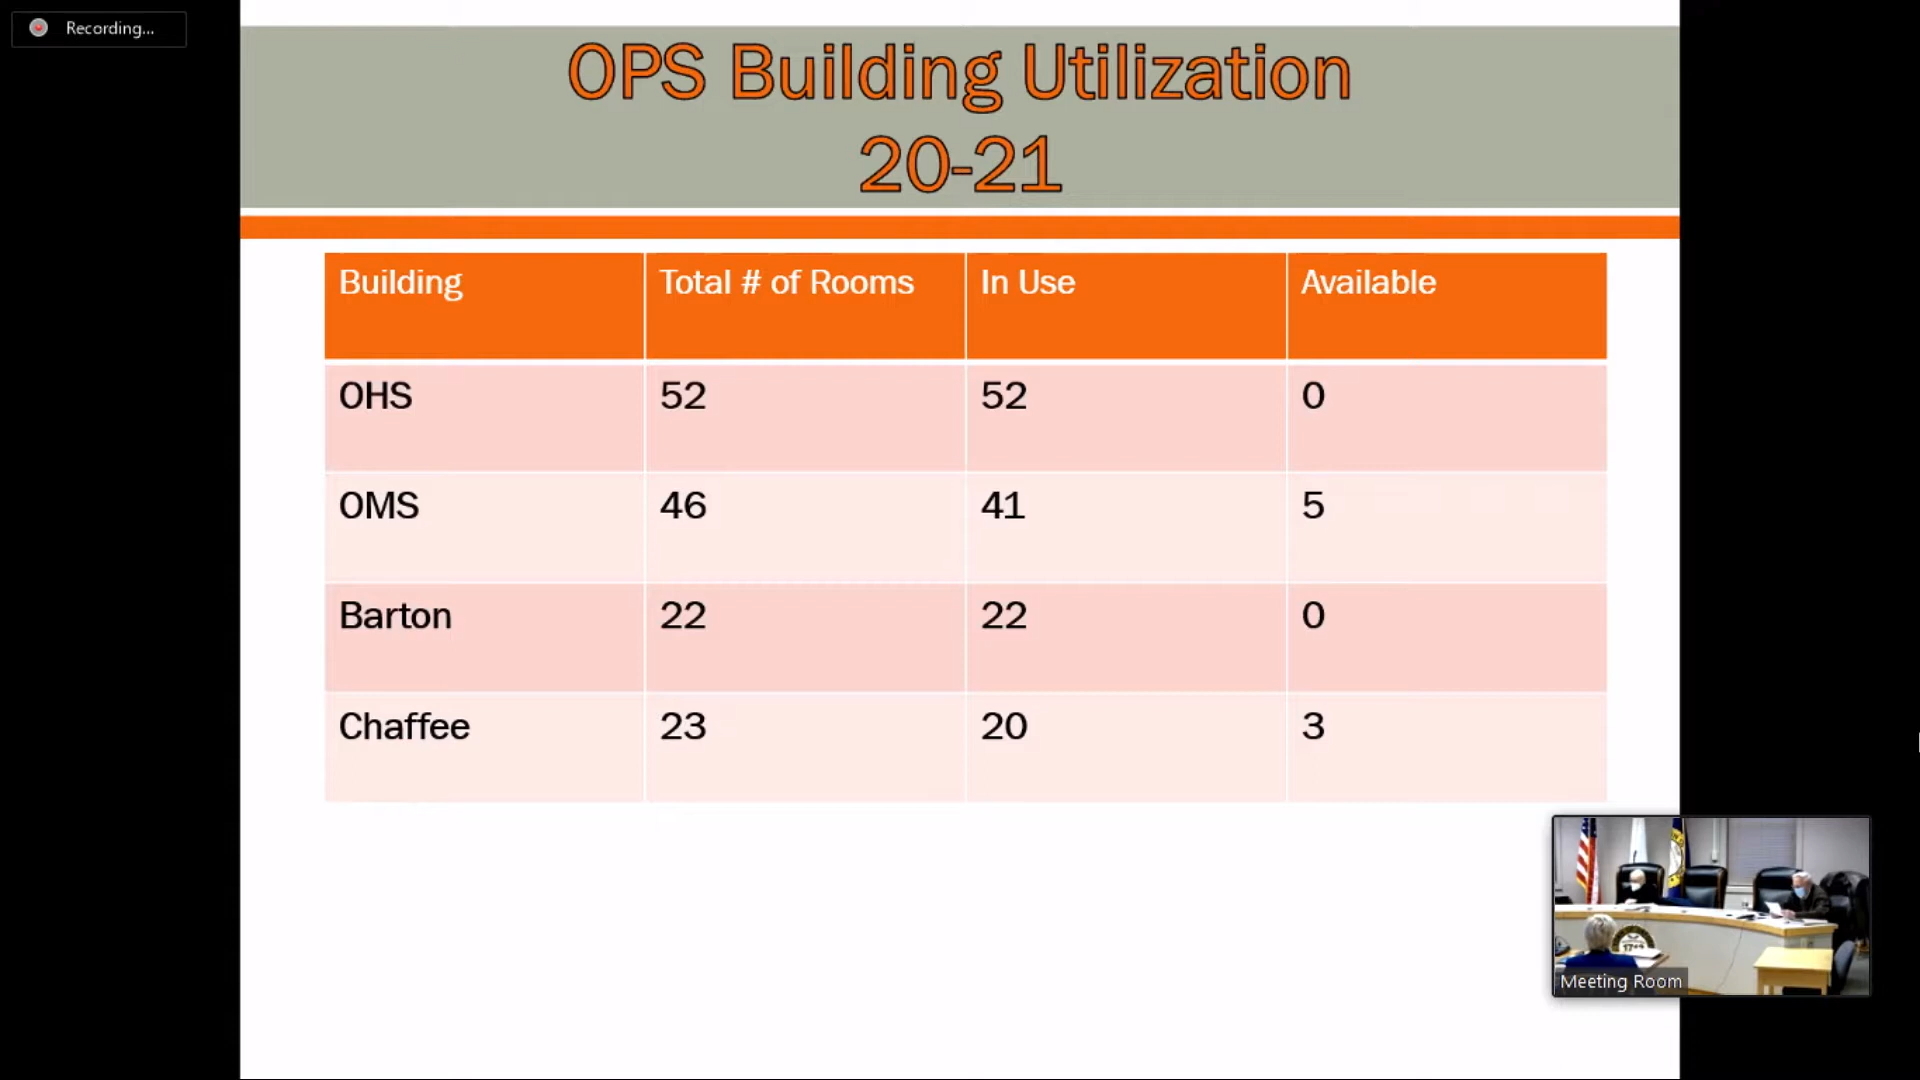 Recording...
OPS Building Utilization
20-21
Building Total # of Rooms In Use Available
OHS 52 52 0
OMS 46 41 5
Barton 22 22 0
Chaffee 23 20 3
Meeting Room